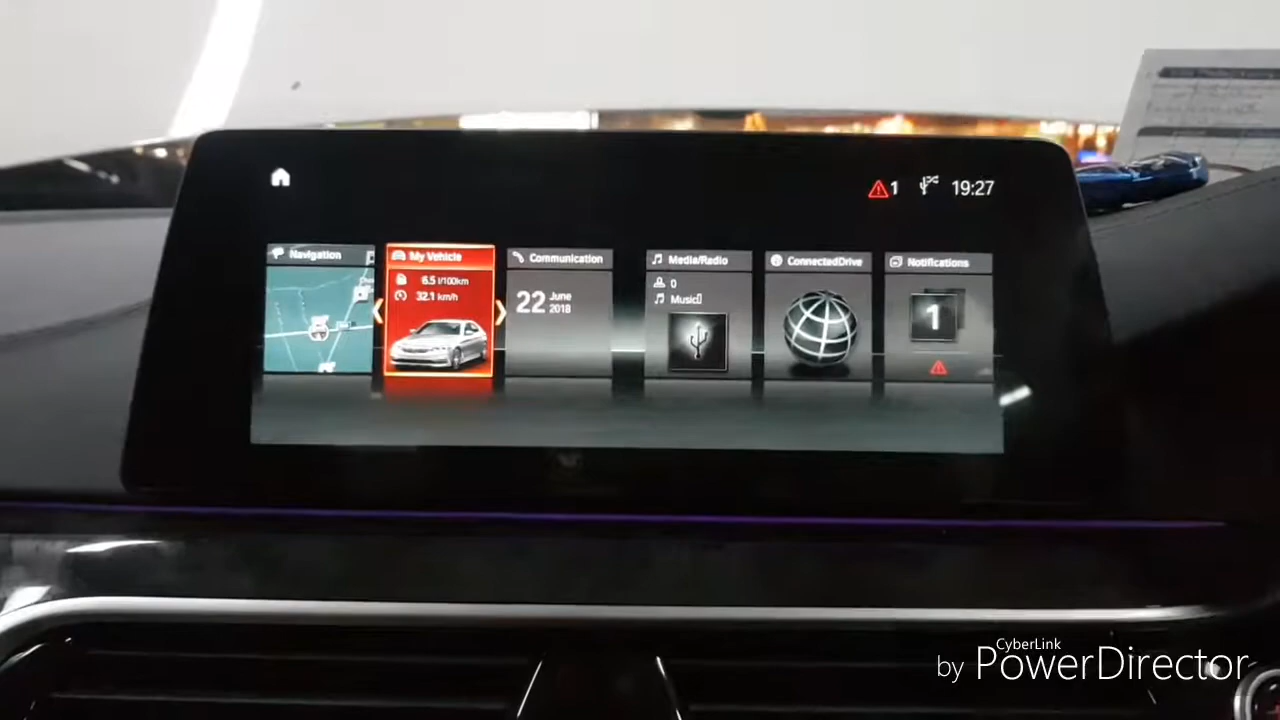 1 19:27
Navigation
My Vehicle
6.5 l/100km
32.1 km/h
Communication
22 June
2018
Media/Radio
0
Music
ConnectedDrive
Notifications
1
CyberLink
by PowerDirector